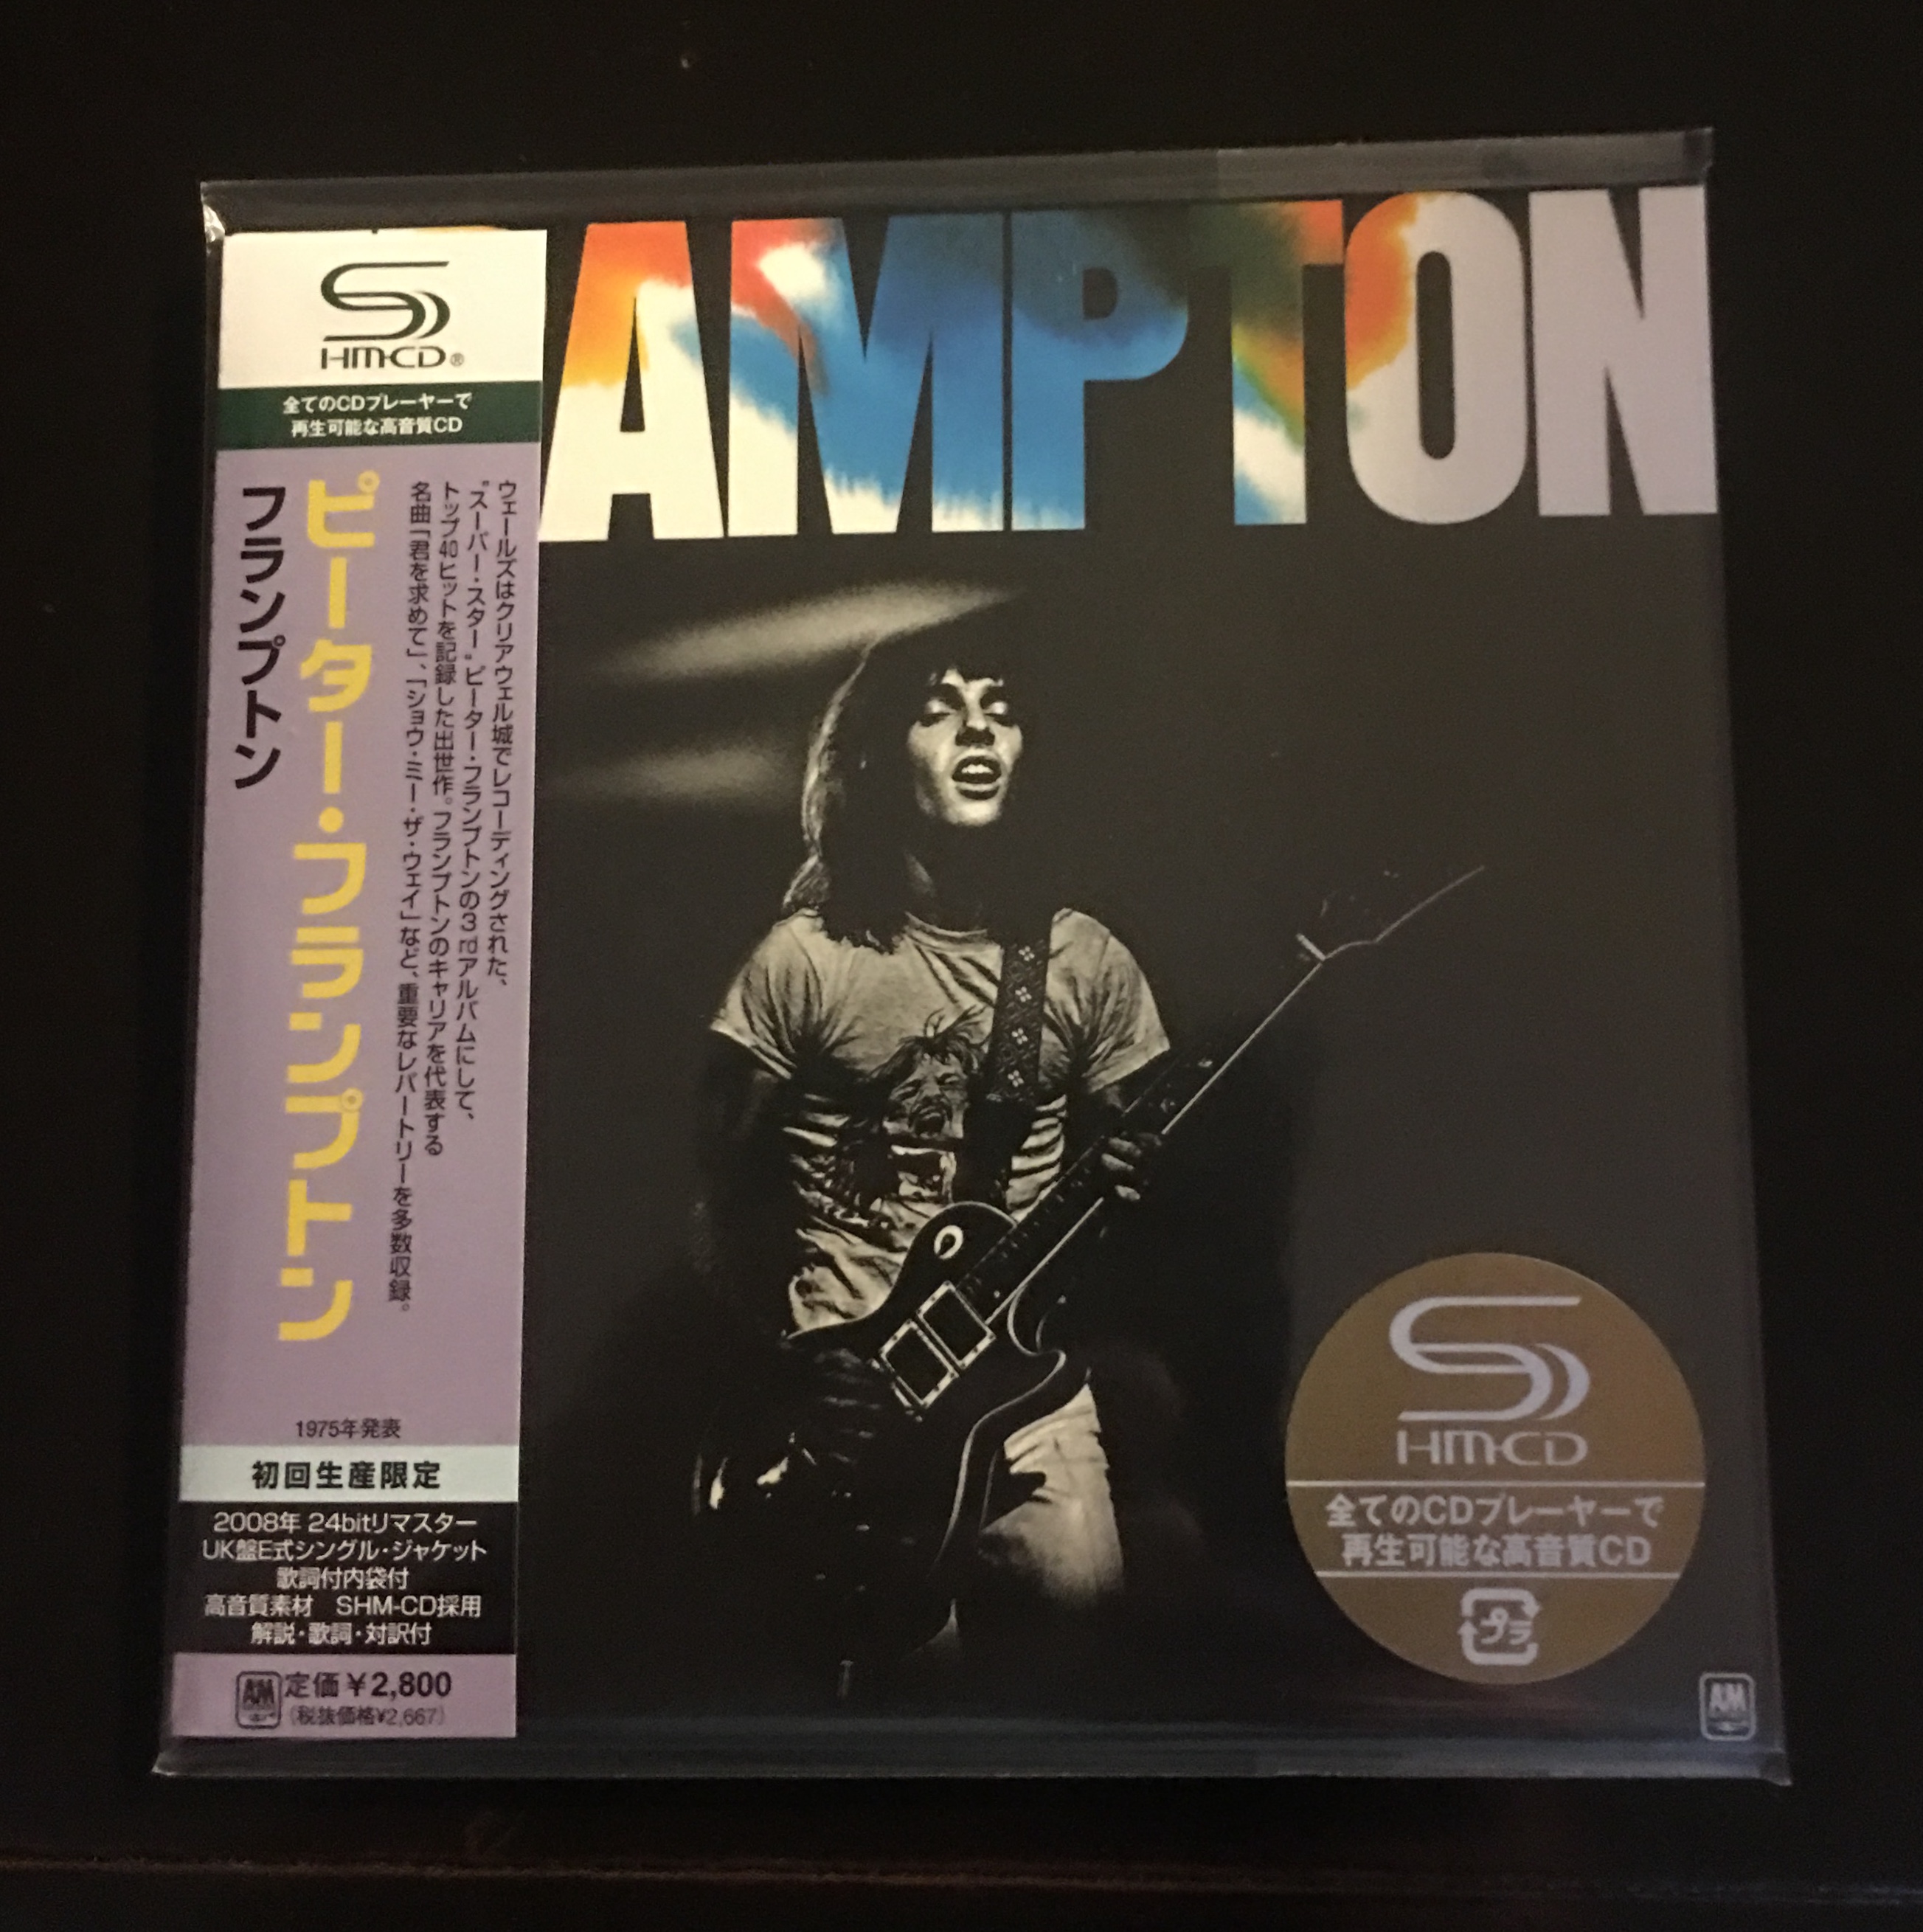 AMPTON
SHM-CD®
全てのCDプレーヤーで
再生可能な高音質CD
ウェールズはクリアウェル城でレコーディングされた、
"スーパー・スター"ピーター・フランプトンの3rdアルバムにして、
トップ40ヒットを記録した出世作。フランプトンのキャリアを代表する
名曲「君を求めて」、「ショウ・ミー・ザ・ウェイ」など、重要なレパートリーを多数収録。
ピーター・フランプトン
フランプトン
1975年発表
初回生産限定
2008年 24bitリマスター
UK盤E式シングル・ジャケット
歌詞付内袋付
高音質素材 SHM-CD採用
解説・歌詞・対訳付
AM 定価¥2,800
(税抜価格¥2,667)
SHM-CD
全てのCDプレーヤーで
再生可能な高音質CD
プラ
AM